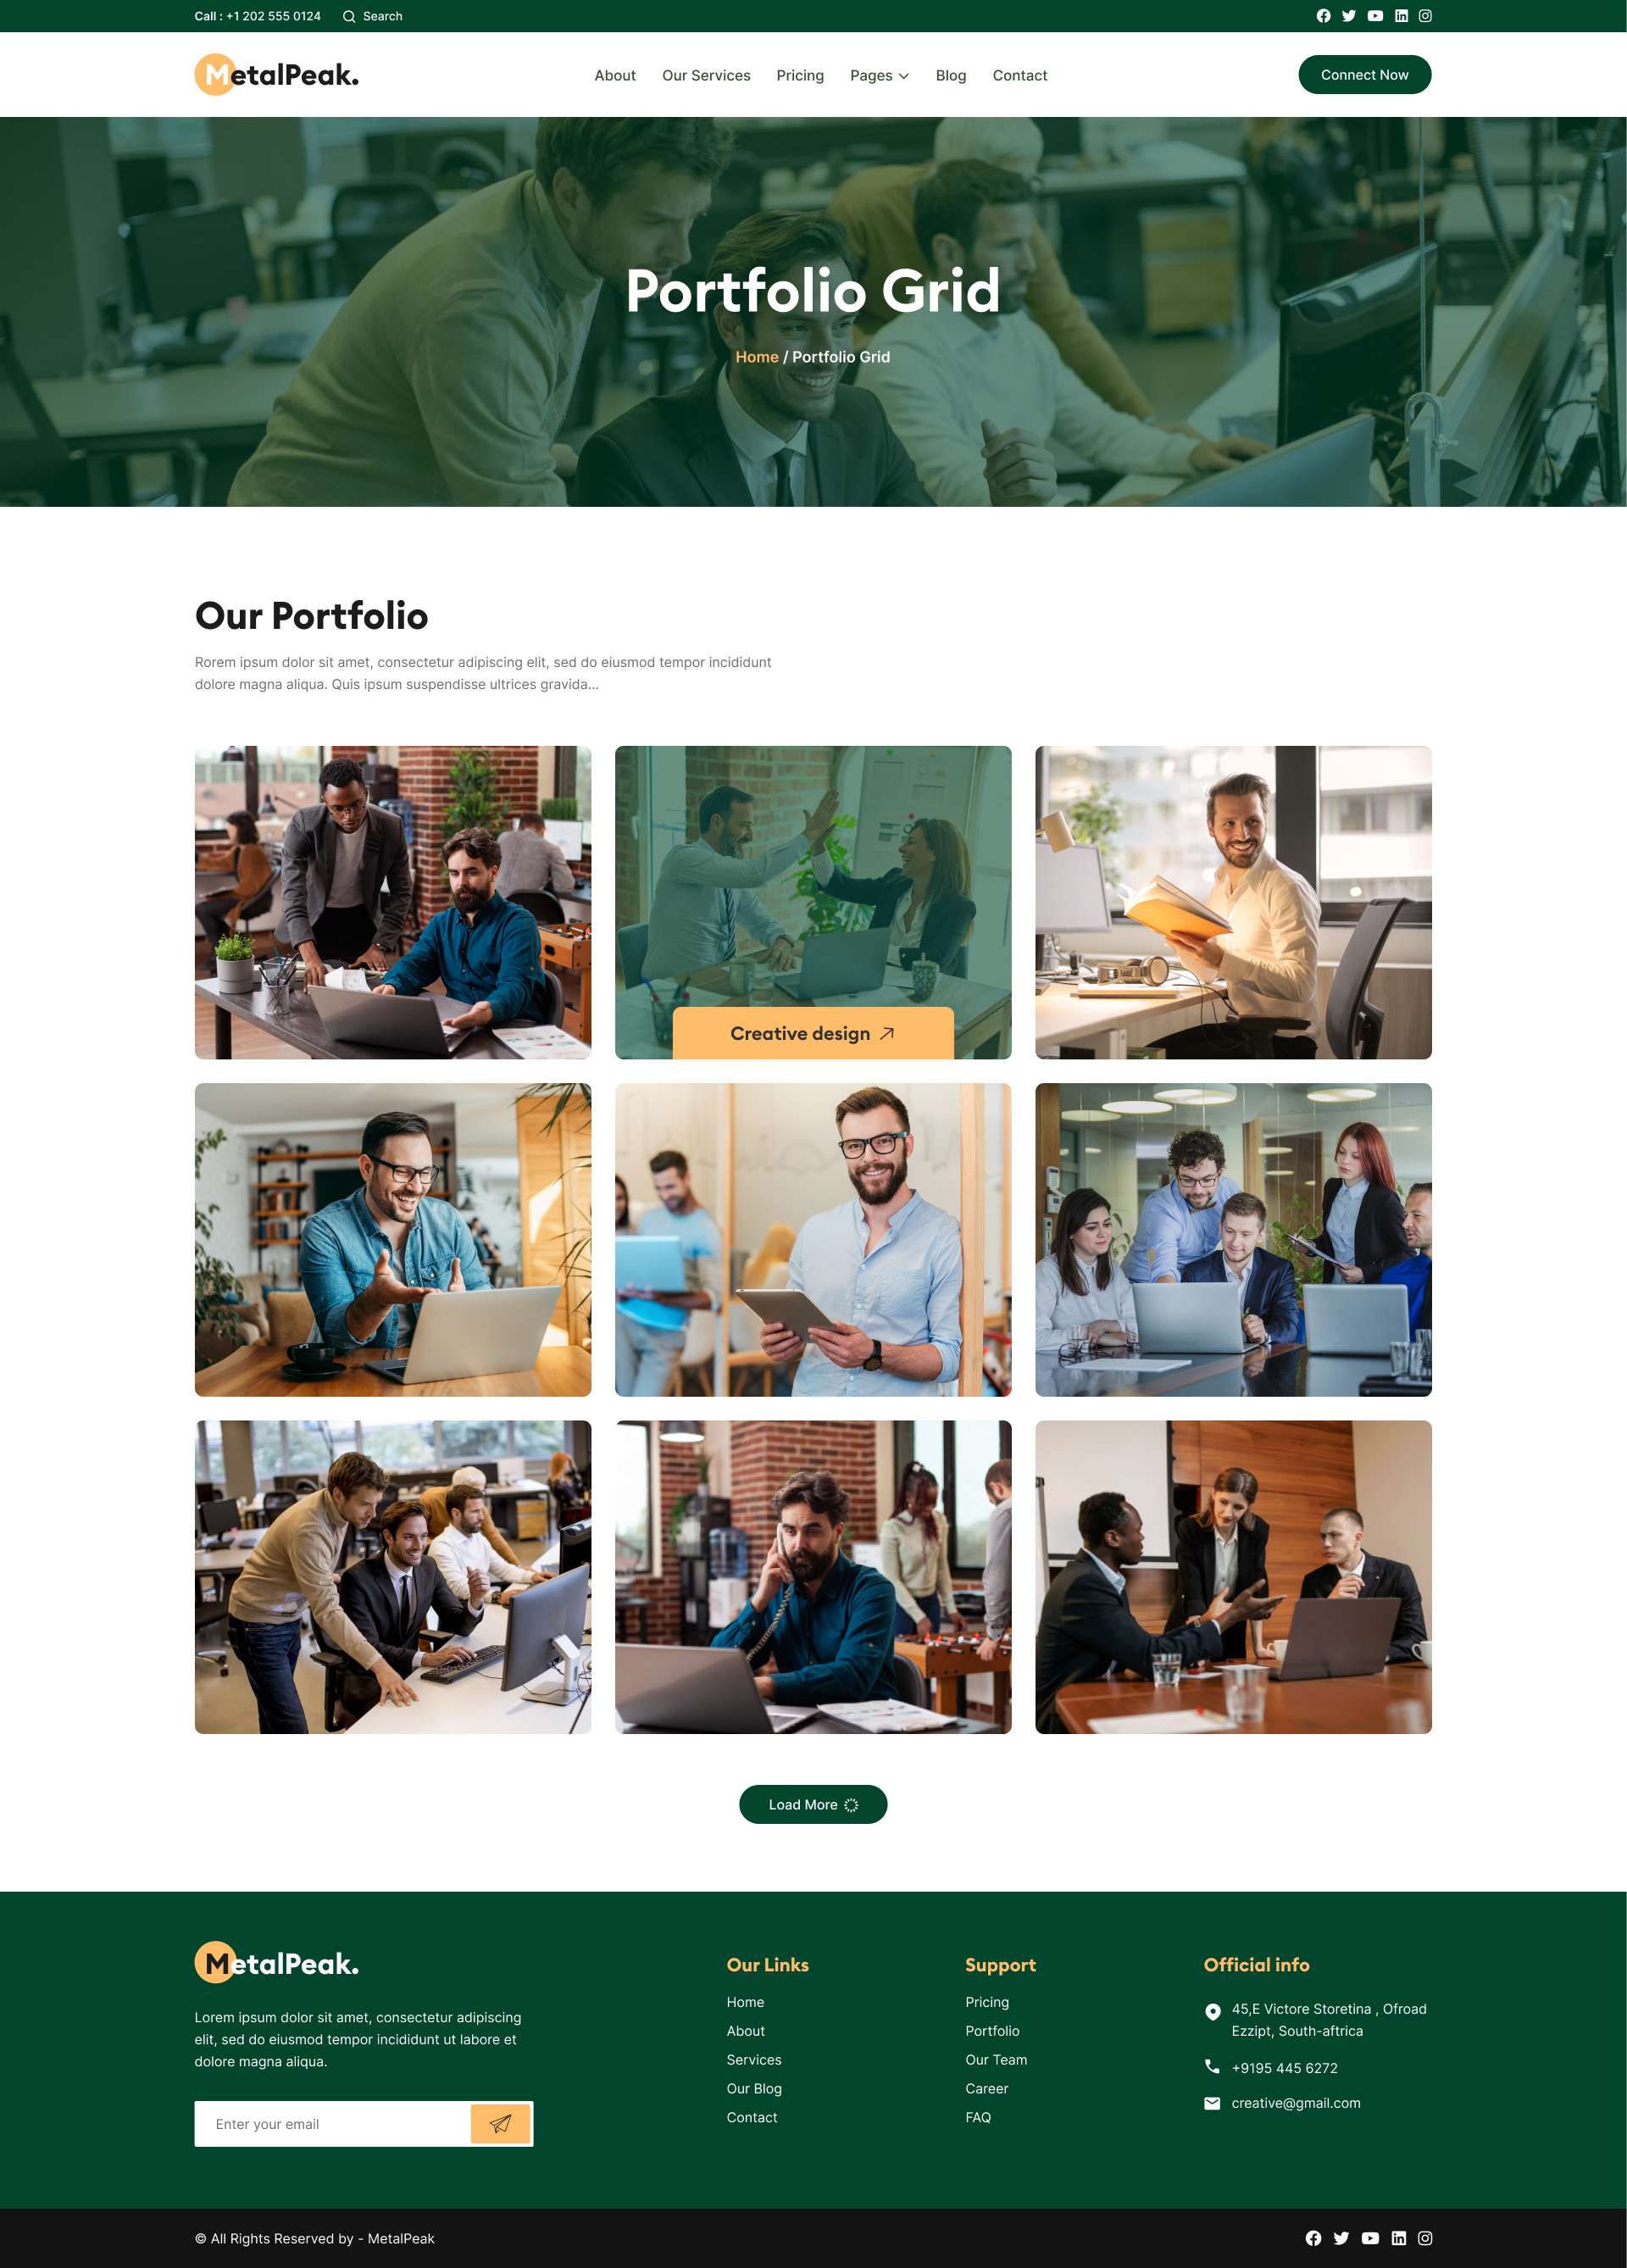 Call : +1 202 555 0124
Search
MetalPeak.
About
Our Services
Pricing
Pages
Blog
Contact
Connect Now
Portfolio Grid
Home / Portfolio Grid
Our Portfolio
Rorem ipsum dolor sit amet, consectetur adipiscing elit, sed do eiusmod tempor incididunt
dolore magna aliqua. Quis ipsum suspendisse ultrices gravida...
Creative design
Load More
MetalPeak.
Lorem ipsum dolor sit amet, consectetur adipiscing
elit, sed do eiusmod tempor incididunt ut labore et
dolore magna aliqua.
Enter your email
Our Links
Home
About
Services
Our Blog
Contact
Support
Pricing
Portfolio
Our Team
Career
FAQ
Official info
45,E Victore Storetina , Ofroad
Ezzipt, South-aftrica
+9195 445 6272
creative@gmail.com
© All Rights Reserved by - MetalPeak